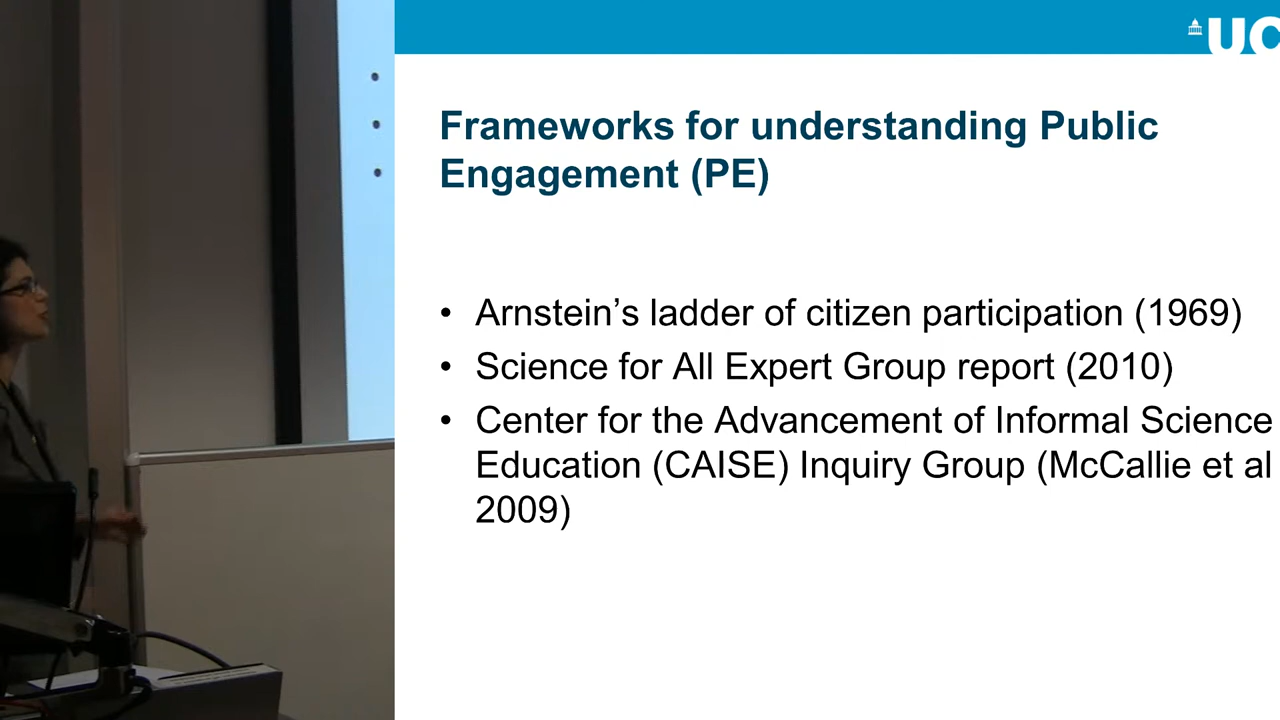 UC
Frameworks for understanding Public
Engagement (PE)
• Arnstein’s ladder of citizen participation (1969)
• Science for All Expert Group report (2010)
• Center for the Advancement of Informal Science
Education (CAISE) Inquiry Group (McCallie et al
2009)